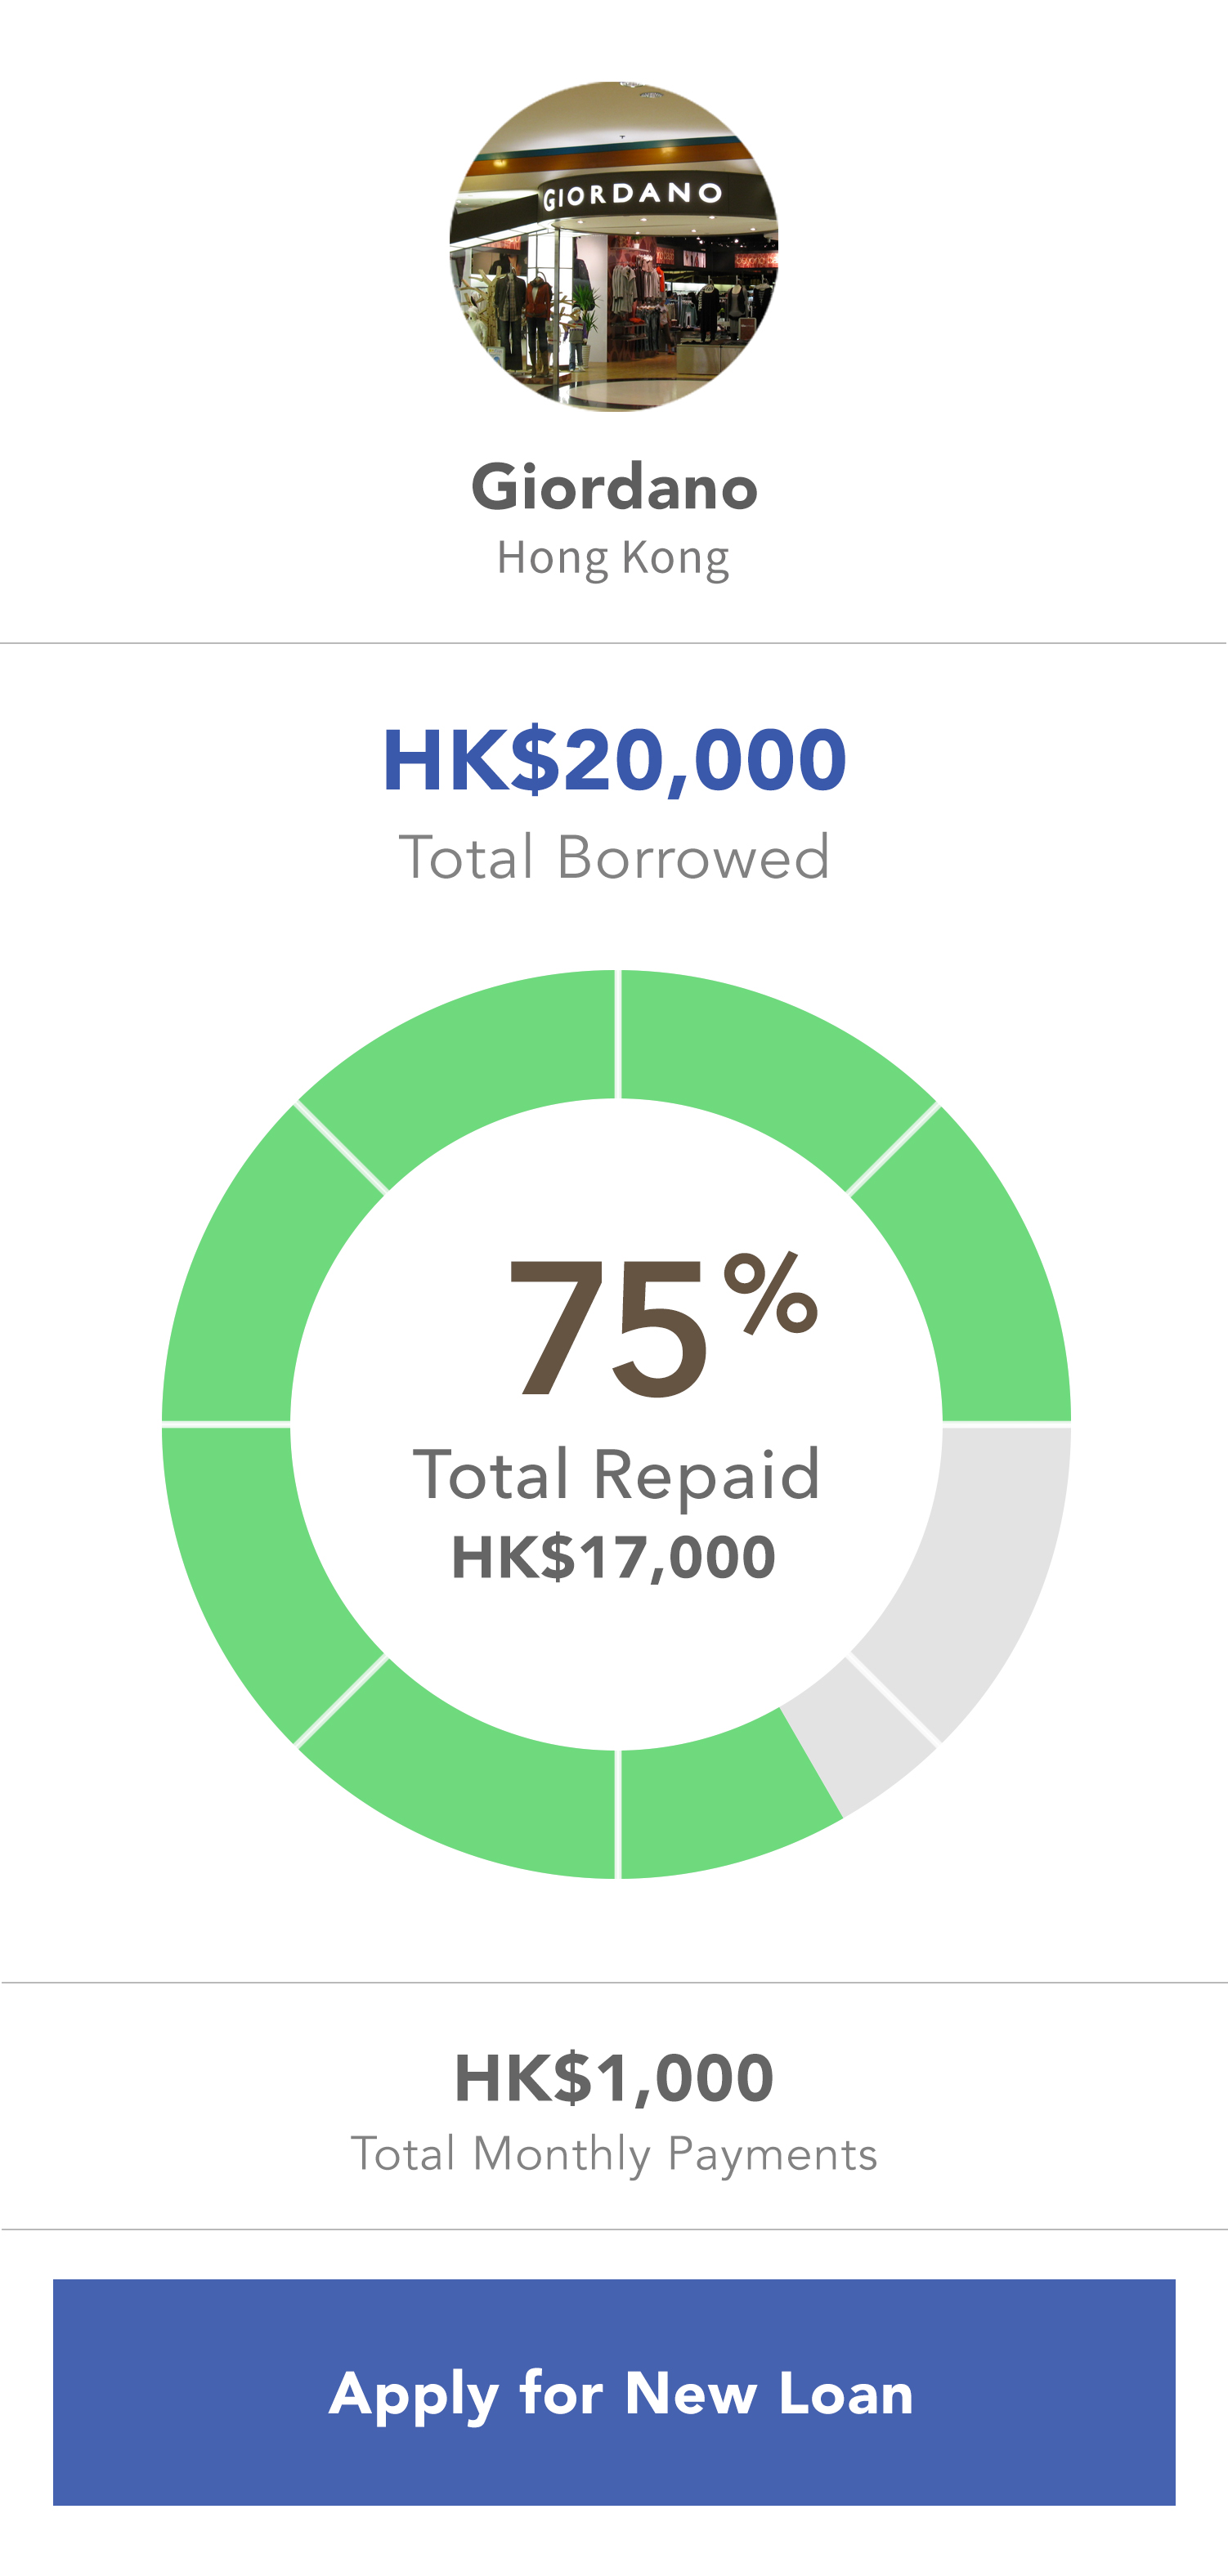 GIORDANO
Giordano
Hong Kong
HK$20,000
Total Borrowed
75%
Total Repaid
HK$17,000
HK$1,000
Total Monthly Payments
Apply for New Loan